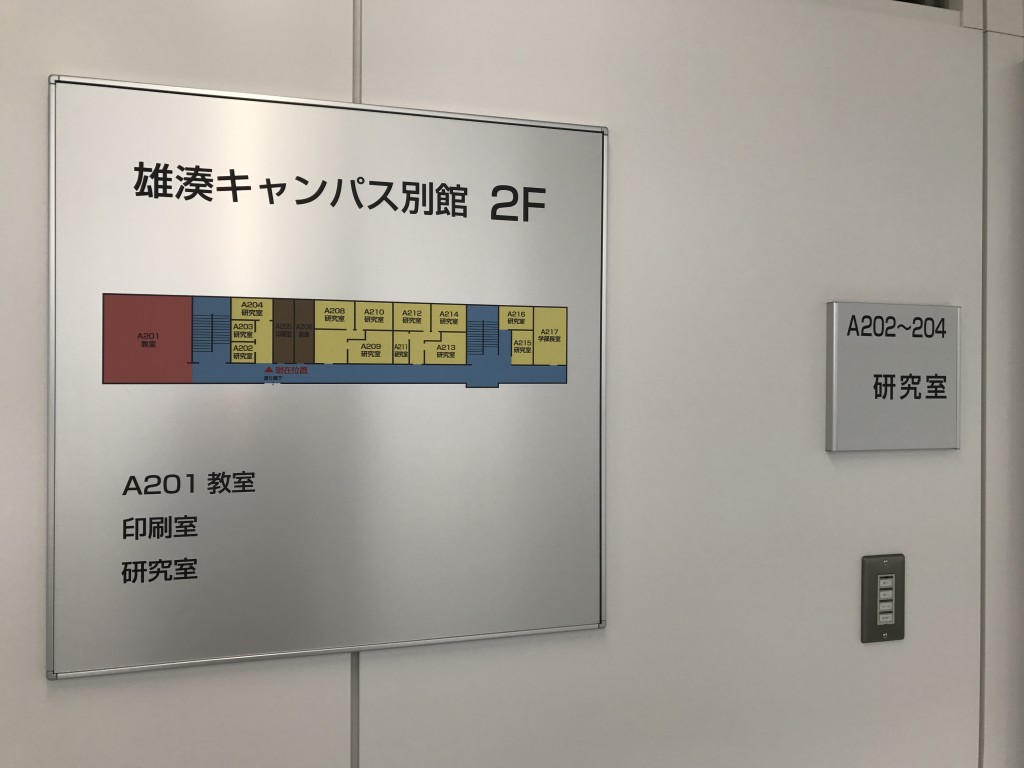 雄湊キャンパス別館 2F
A201
教室
A204
研究室
A203
研究室
A202
研究室
A208
研究室
A210
研究室
A212
研究室
A214
研究室
A209
研究室
A211
研究室
A213
研究室
A216
研究室
A215
研究室
A217
学部長室
現在位置
A201 教室
印刷室
研究室
A202～204
研究室